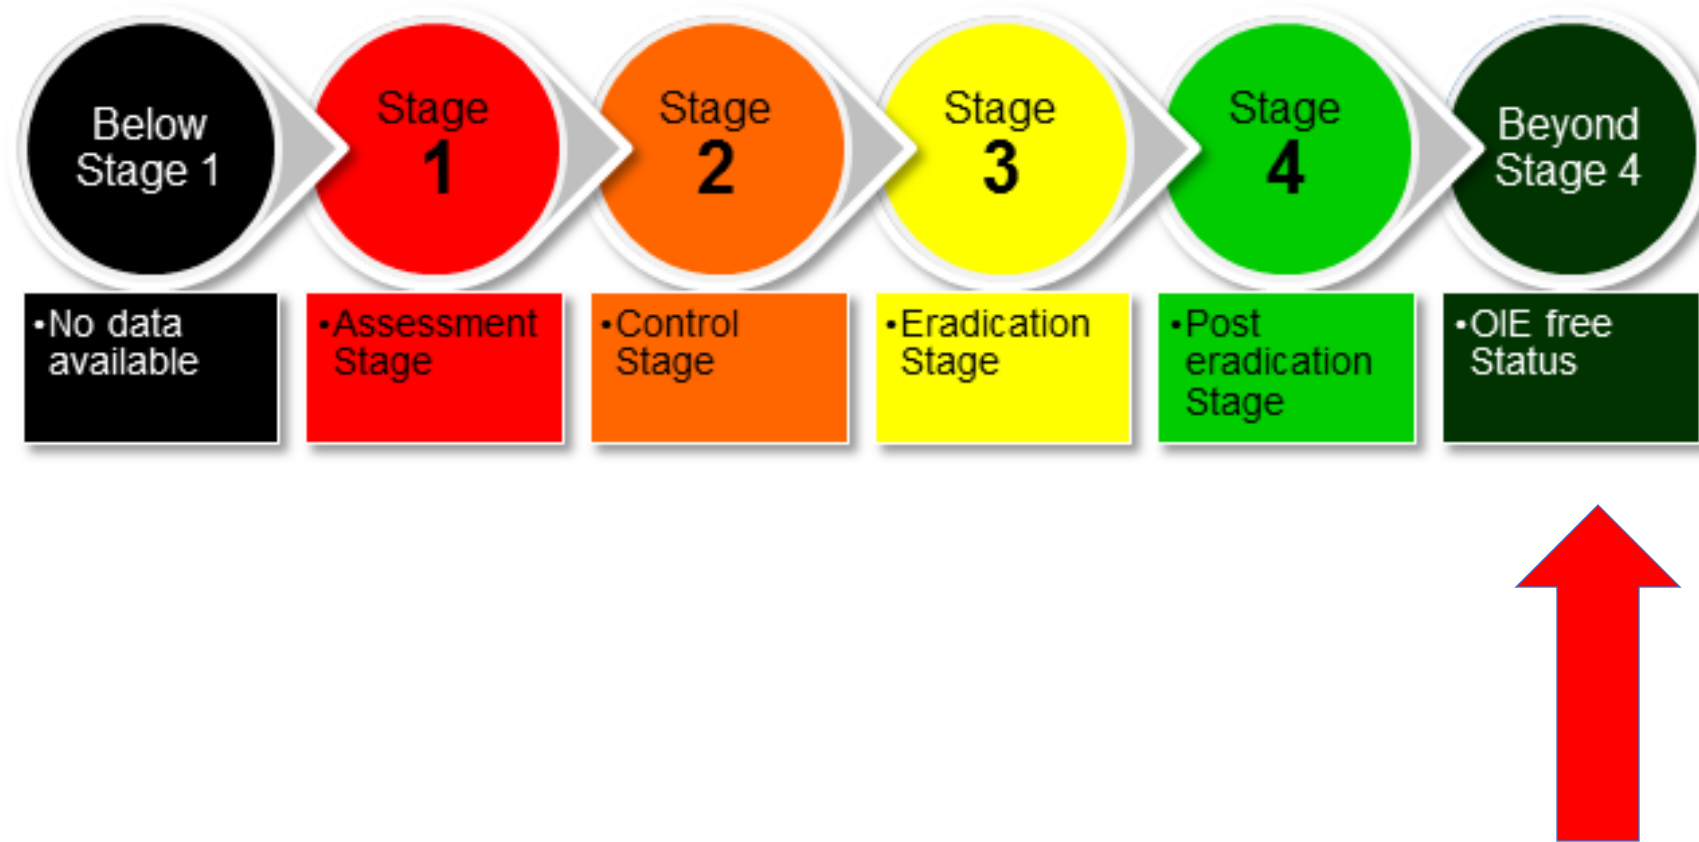 Below
Stage 1
Stage
1
Stage
2
Stage
3
Stage
4
Beyond
Stage 4
•No data
available
•Assessment
Stage
•Control
Stage
•Eradication
Stage
•Post
eradication
Stage
•OIE free
Status